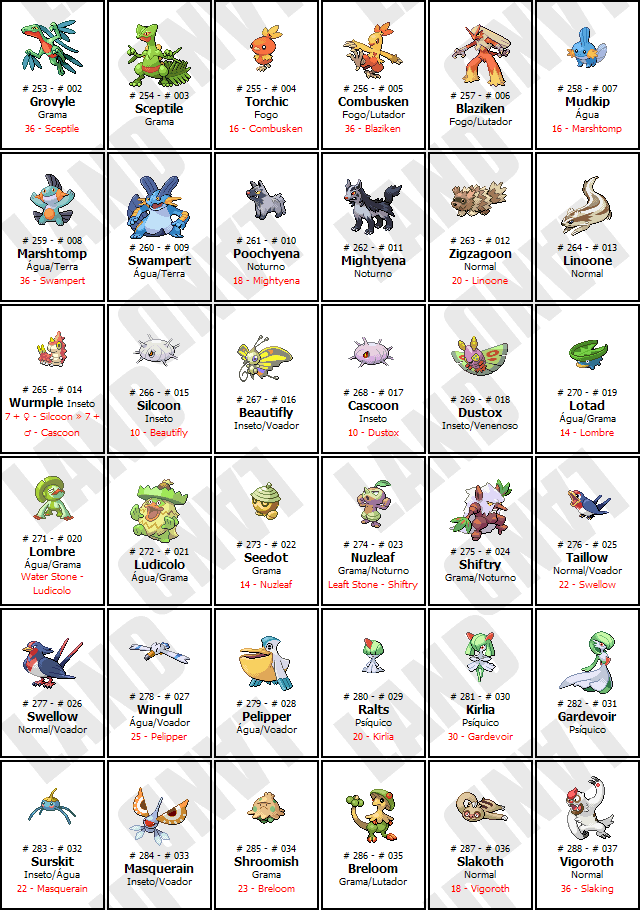 # 253 - # 002
Grovyle
Grama
36 - Sceptile
# 254 - # 003
Sceptile
Grama
# 255 - # 004
Torchic
Fogo
16 - Combusken
# 256 - # 005
Combusken
Fogo/Lutador
36 - Blaziken
# 257 - # 006
Blaziken
Fogo/Lutador
# 258 - # 007
Mudkip
Água
16 - Marshtomp
# 259 - # 008
Marshtomp
Água/Terra
36 - Swampert
# 260 - # 009
Swampert
Água/Terra
# 261 - # 010
Poochyena
Noturno
18 - Mightyena
# 262 - # 011
Mightyena
Noturno
# 263 - # 012
Zigzagoon
Normal
20 - Linoone
# 264 - # 013
Linoone
Normal
# 265 - # 014
Wurmple Inseto
7 + ♀ - Silcoon » 7 +
♂ - Cascoon
# 266 - # 015
Silcoon
Inseto
10 - Beautifly
# 267 - # 016
Beautifly
Inseto/Voador
# 268 - # 017
Cascoon
Inseto
10 - Dustox
# 269 - # 018
Dustox
Inseto/Venenoso
# 270 - # 019
Lotad
Água/Grama
14 - Lombre
# 271 - # 020
Lombre
Água/Grama
Water Stone -
Ludicolo
# 272 - # 021
Ludicolo
Água/Grama
# 273 - # 022
Seedot
Grama
14 - Nuzleaf
# 274 - # 023
Nuzleaf
Grama/Noturno
Leaft Stone - Shiftry
# 275 - # 024
Shiftry
Grama/Noturno
# 276 - # 025
Taillow
Normal/Voador
22 - Swellow
# 277 - # 026
Swellow
Normal/Voador
# 278 - # 027
Wingull
Água/Voador
25 - Pelipper
# 279 - # 028
Pelipper
Água/Voador
# 280 - # 029
Ralts
Psíquico
20 - Kirlia
# 281 - # 030
Kirlia
Psíquico
30 - Gardevoir
# 282 - # 031
Gardevoir
Psíquico
# 283 - # 032
Surskit
Inseto/Água
22 - Masquerain
# 284 - # 033
Masquerain
Inseto/Voador
# 285 - # 034
Shroomish
Grama
23 - Breloom
# 286 - # 035
Breloom
Grama/Lutador
# 287 - # 036
Slakoth
Normal
18 - Vigoroth
# 288 - # 037
Vigoroth
Normal
36 - Slaking